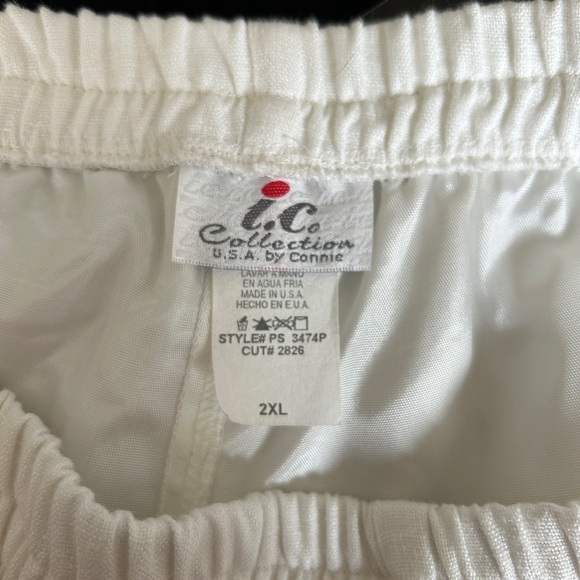 i.c.
Collection
U.S.A. by Connie
LAVAR A MANO
EN AGUA FRIA
MADE IN U.S.A.
HECHO EN E.U.A.
STYLE# PS 3474P
CUT# 2826
2XL